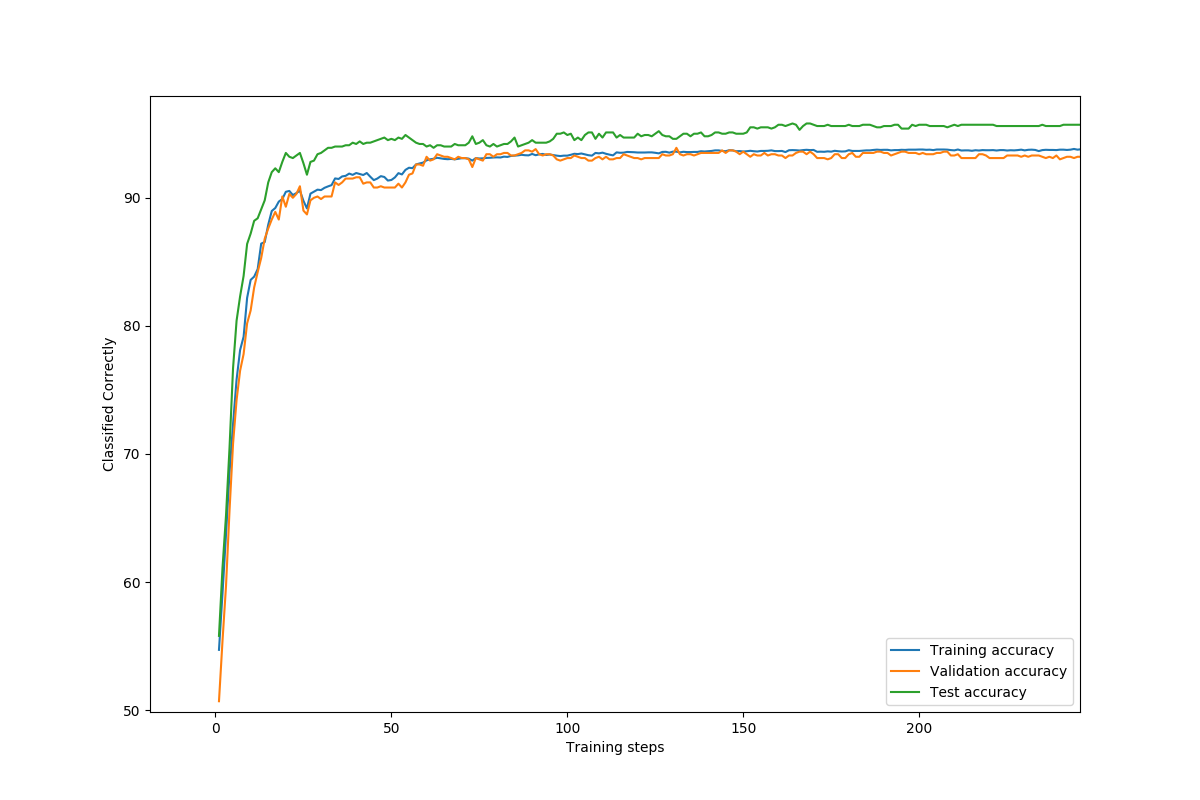 90
80
70
60
50
Classified Correctly
0 50 100 150 200
Training steps
Training accuracy
Validation accuracy
Test accuracy